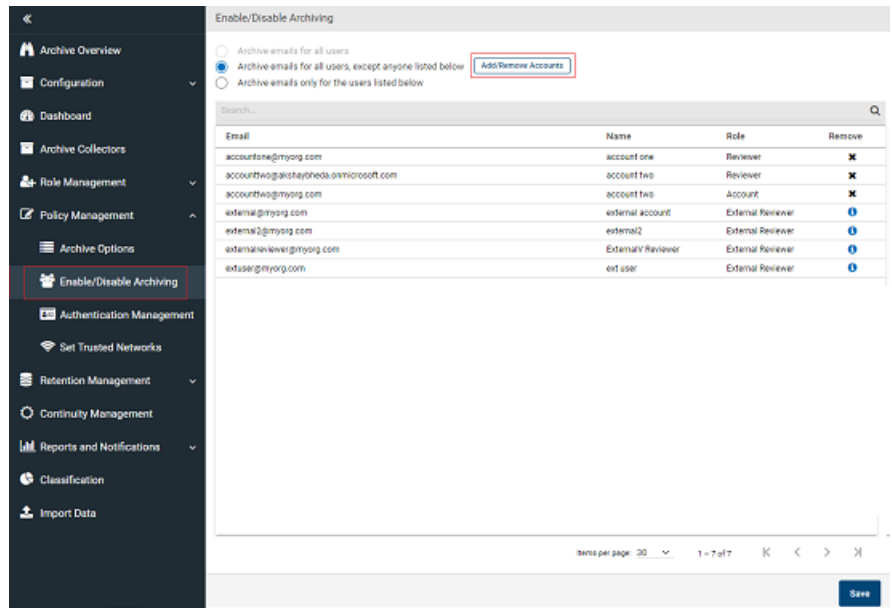 «
Enable/Disable Archiving
Archive Overview
Configuration
Dashboard
Archive Collectors
Role Management
Policy Management
Archive Options
Enable/Disable Archiving
Authentication Management
Set Trusted Networks
Retention Management
Continuity Management
Reports and Notifications
Classification
Import Data
Archive emails for all users
Archive emails for all users, except anyone listed below Add/Remove Accounts
Archive emails only for the users listed below
Search...
Email Name Role Remove
accountone@myorg.com account one Reviewer
accounttwo@akshaybheda.onmicrosoft.com account two Reviewer
accounttwo@myorg.com account two Account
external@myorg.com external account External Reviewer
external2@myorg.com external2 External Reviewer
externalreviewer@myorg.com ExternalV Reviewer External Reviewer
extuser@myorg.com ext user External Reviewer
Items per page: 30 1 – 7 of 7
Save